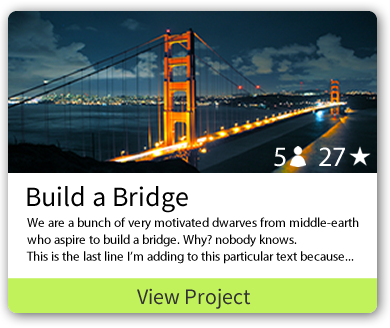 5 27
Build a Bridge
We are a bunch of very motivated dwarves from middle-earth
who aspire to build a bridge. Why? nobody knows.
This is the last line I'm adding to this particular text because...
View Project